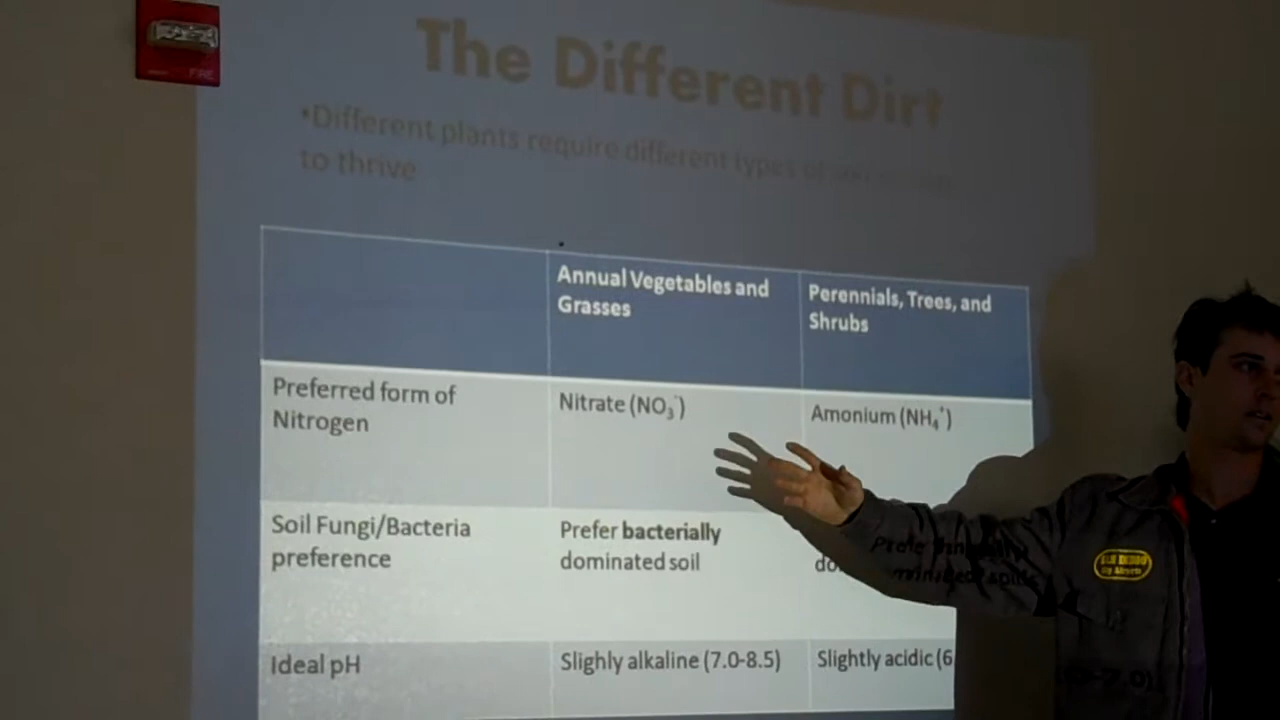 FIRE
The Different Dirt
•Different plants require different types
to thrive
Annual Vegetables and
Grasses
Perennials, Trees, and
Shrubs
Preferred form of
Nitrogen
Nitrate (NO₃⁻)
Amonium (NH₄⁺)
Soil Fungi/Bacteria
preference
Prefer bacterially
dominated soil
Ideal pH
Slighly alkaline (7.0-8.5)
Slightly acidic (6